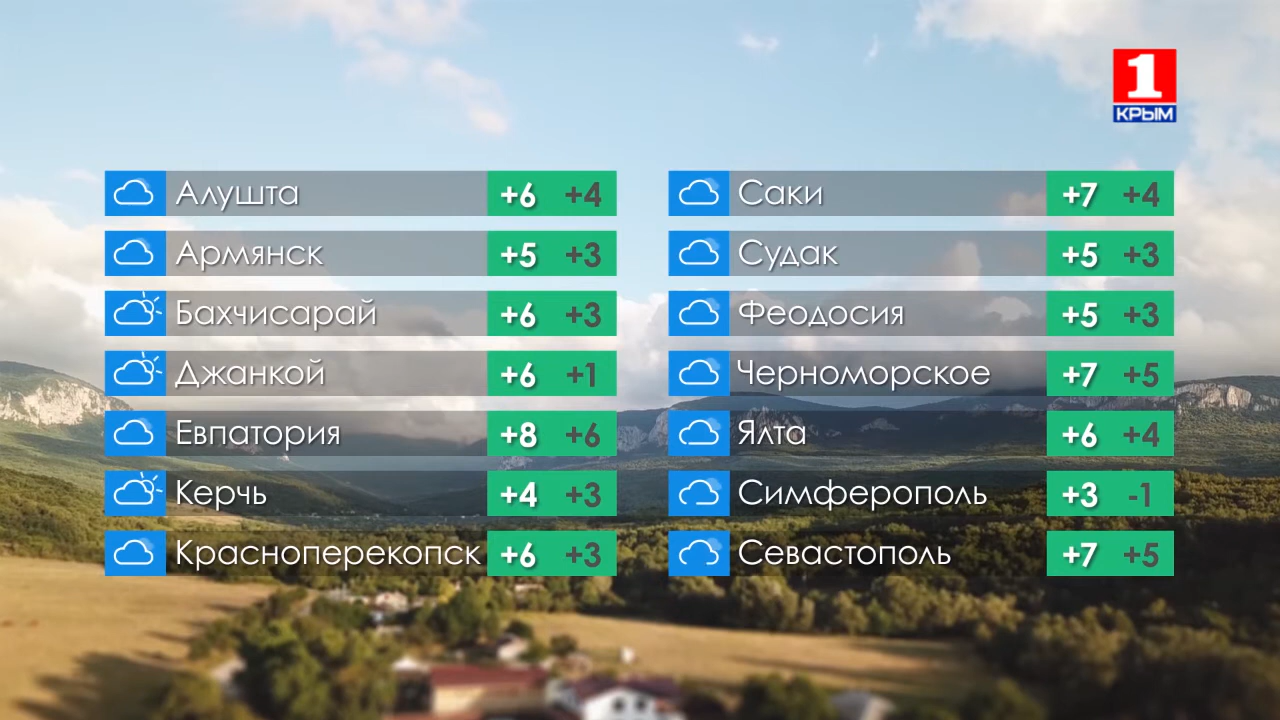 1
КРЫМ
Алушта +6 +4
Армянск +5 +3
Бахчисарай +6 +3
Джанкой +6 +1
Евпатория +8 +6
Керчь +4 +3
Красноперекопск +6 +3
Саки +7 +4
Судак +5 +3
Феодосия +5 +3
Черноморское +7 +5
Ялта +6 +4
Симферополь +3 -1
Севастополь +7 +5